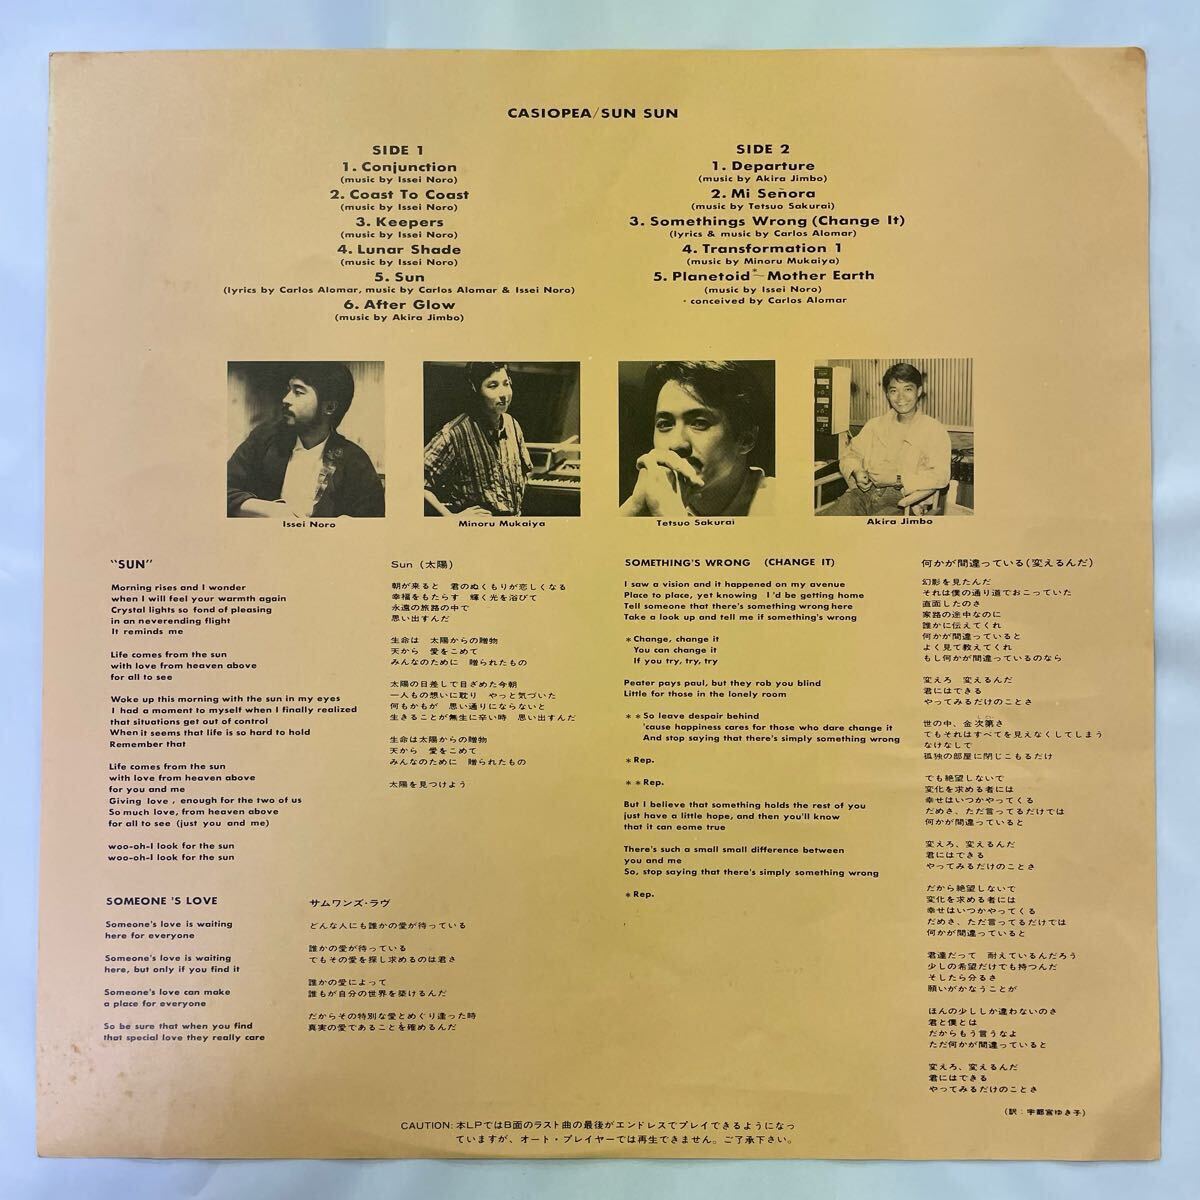 CASIOPEA/SUN SUN
SIDE 1
1. Conjunction
(music by Issei Noro)
2. Coast To Coast
(music by Issei Noro)
3. Keepers
(music by Issei Noro)
4. Lunar Shade
(music by Issei Noro)
5. Sun
(lyrics by Carlos Alomar, music by Carlos Alomar & Issei Noro)
6. After Glow
(music by Akira Jimbo)
SIDE 2
1. Departure
(music by Akira Jimbo)
2. Mi Señora
(music by Tetsuo Sakurai)
3. Somethings Wrong (Change It)
(lyrics & music by Carlos Alomar)
4. Transformation 1
(music by Minoru Mukaiya)
5. Planetoid*~Mother Earth
(music by Issei Noro)
・conceived by Carlos Alomar
Issei Noro
Minoru Mukaiya
Tetsuo Sakurai
Akira Jimbo
"SUN"
Morning rises and I wonder
when I will feel your warmth again
Crystal lights so fond of pleasing
in an neverending flight
It reminds me
Life comes from the sun
with love from heaven above
for all to see
Woke up this morning with the sun in my eyes
I had a moment to myself when I finally realized
that situations get out of control
When it seems that life is so hard to hold
Remember that
Life comes from the sun
with love from heaven above
for you and me
Giving love, enough for the two of us
So much love, from heaven above
for all to see (just you and me)
woo-oh-I look for the sun
woo-oh-I look for the sun
Sun (太陽)
朝が来ると 君のぬくもりが恋しくなる
幸福をもたらす 輝く光を浴びて
永遠の旅路の中で
思い出すんだ
生命は 太陽からの贈物
天から 愛をこめて
みんなのために 贈られたもの
太陽の日差しで目ざめた今朝
一人もの想いに耽り やっと気づいた
何もかもが 思い通りにならないと
生きることが無生に辛い時 思い出すんだ
生命は太陽からの贈物
天から 愛をこめて
みんなのために 贈られたもの
太陽を見つけよう
SOMEONE 'S LOVE
Someone's love is waiting
here for everyone
Someone's love is waiting
here, but only if you find it
Someone's love can make
a place for everyone
So be sure that when you find
that special love they really care
サムワンズ・ラヴ
どんな人にも誰かの愛が待っている
誰かの愛が待っている
でもその愛を探し求めるのは君さ
誰かの愛によって
誰もが自分の世界を築けるんだ
だからその特別な愛とめぐり逢った時
真実の愛であることを確めるんだ
SOMETHING'S WRONG (CHANGE IT)
I saw a vision and it happened on my avenue
Place to place, yet knowing I'd be getting home
Tell someone that there's something wrong here
Take a look up and tell me if something's wrong
*Change, change it
You can change it
If you try, try, try
Peater pays paul, but they rob you blind
Little for those in the lonely room
**So leave despair behind
'cause happiness cares for those who dare change it
And stop saying that there's simply something wrong
*Rep.
**Rep.
But I believe that something holds the rest of you
just have a little hope, and then you'll know
that it can eome true
There's such a small small difference between
you and me
So, stop saying that there's simply something wrong
*Rep.
何かが間違っている(変えるんだ)
幻影を見たんだ
それは僕の通り道でおこっていた
直面したのさ
家路の途中なのに
誰かに伝えてくれ
何かが間違っていると
よく見て教えてくれ
もし何かが間違っているのなら
変えろ 変えるんだ
君にはできる
やってみるだけのことさ
世の中、金次第さ
てもそれはすべてを見えなくしてしまう
なけなして
孤独の部屋に閉じこもるだけ
でも絶望しないで
変化を求める者には
幸せはいつかやってくる
だめさ、ただ言ってるだけでは
何かが間違っていると
変えろ、変えるんだ
君にはできる
やってみるだけのことさ
だから絶望しないで
変化を求める者には
幸せはいつかやってくる
だめさ、ただ言ってるだけでは
何かが間違っていると
君達だって 耐えているんだろう
少しの希望だけでも持つんだ
そしたら分るさ
願いがかなうことが
ほんの少ししか違わないのさ
君と僕とは
だからもう言うなよ
ただ何かが間違っていると
変えろ、変えるんだ
君にはできる
やってみるだけのことさ
(訳：宇都宮ゆき子)
CAUTION: 本LPではB面のラスト曲の最後がエンドレスでプレイできるようになっ
ていますが、オート・プレイヤーでは再生できません。ご了承下さい。